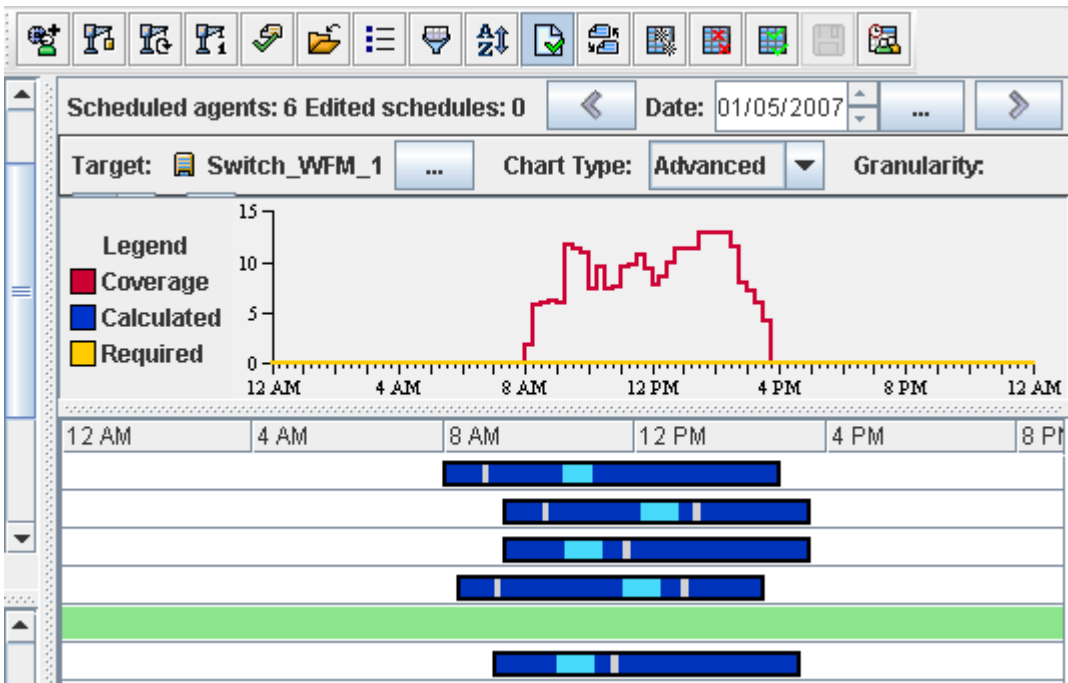 Scheduled agents: 6 Edited schedules: 0 Date: 01/05/2007 ...
Target: Switch_WFM_1 ... Chart Type: Advanced Granularity:
Legend
Coverage
Calculated
Required
15
10
5
0
12 AM 4 AM 8 AM 12 PM 4 PM 8 PM 12 AM
12 AM 4 AM 8 AM 12 PM 4 PM 8 P